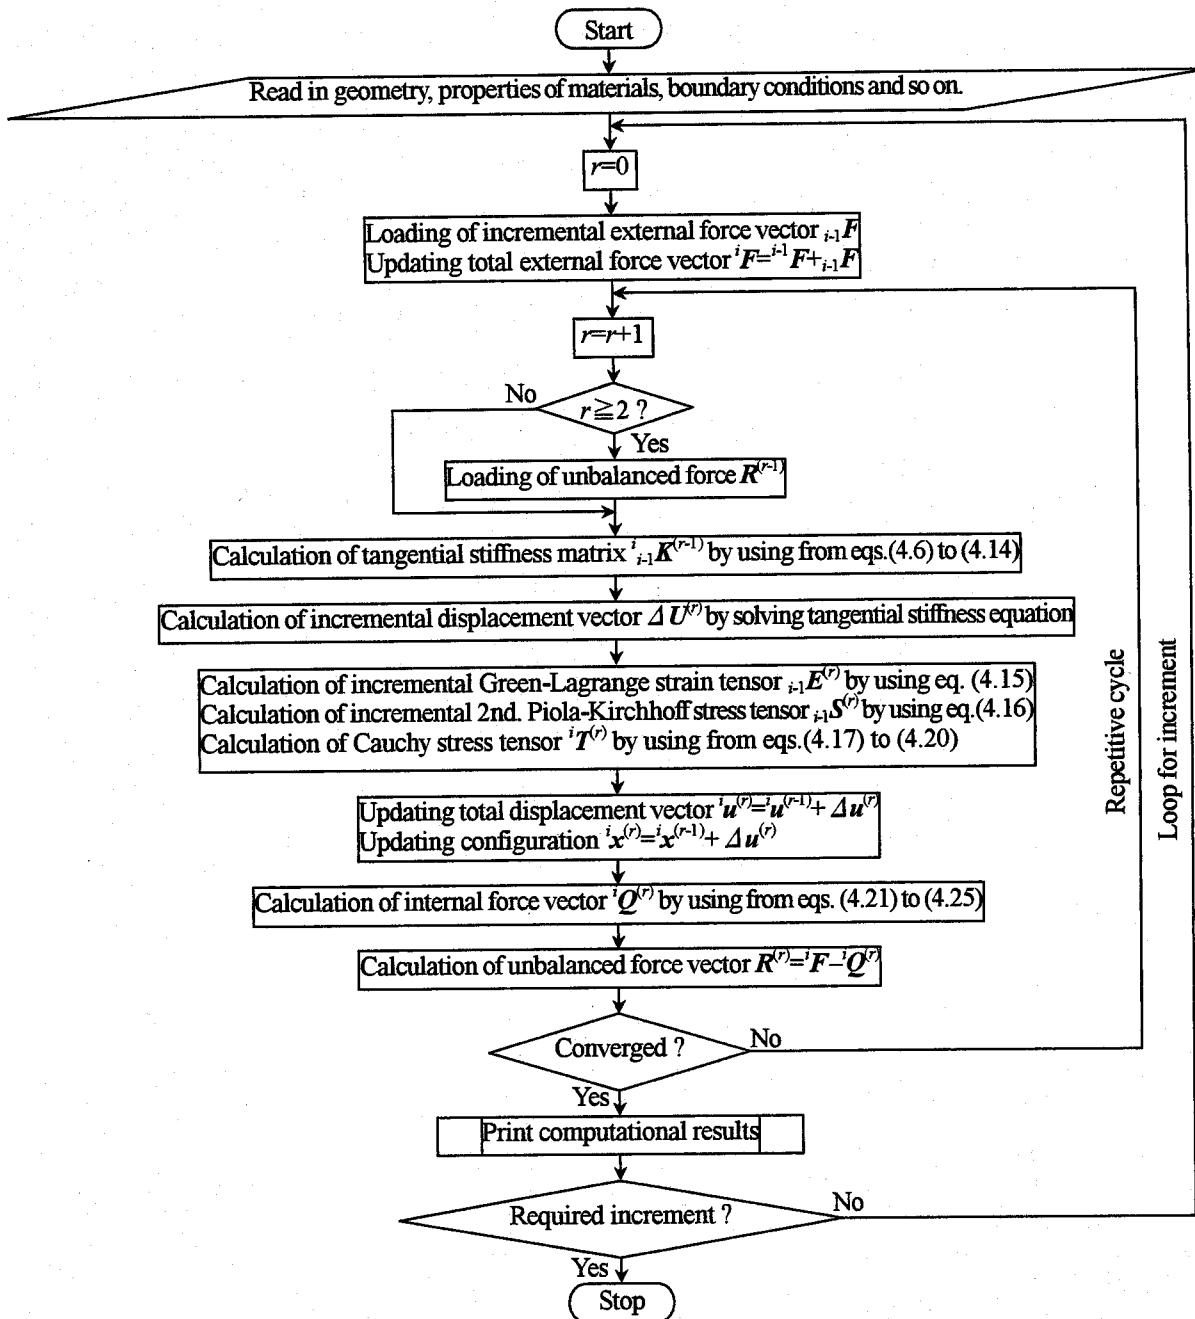 Start
Read in geometry, properties of materials, boundary conditions and so on.
r=0
Loading of incremental external force vector ᵢ₋₁F
Updating total external force vector ⁱF=ⁱ⁻¹F+ᵢ₋₁F
r=r+1
No
r≧2 ?
Yes
Loading of unbalanced force R⁽ʳ⁻¹⁾
Calculation of tangential stiffness matrix ⁱᵢ₋₁K⁽ʳ⁻¹⁾ by using from eqs.(4.6) to (4.14)
Calculation of incremental displacement vector ΔU⁽ʳ⁾ by solving tangential stiffness equation
Calculation of incremental Green-Lagrange strain tensor ᵢ₋₁E⁽ʳ⁾ by using eq. (4.15)
Calculation of incremental 2nd. Piola-Kirchhoff stress tensor ᵢ₋₁S⁽ʳ⁾ by using eq.(4.16)
Calculation of Cauchy stress tensor ⁱT⁽ʳ⁾ by using from eqs.(4.17) to (4.20)
Updating total displacement vector ⁱu⁽ʳ⁾=ⁱu⁽ʳ⁻¹⁾+ Δu⁽ʳ⁾
Updating configuration ⁱx⁽ʳ⁾=ⁱx⁽ʳ⁻¹⁾+ Δu⁽ʳ⁾
Calculation of internal force vector ⁱQ⁽ʳ⁾ by using from eqs. (4.21) to (4.25)
Calculation of unbalanced force vector R⁽ʳ⁾=ⁱF–ⁱQ⁽ʳ⁾
Converged ?
No
Yes
Print computational results
Required increment ?
No
Yes
Stop
Repetitive cycle
Loop for increment